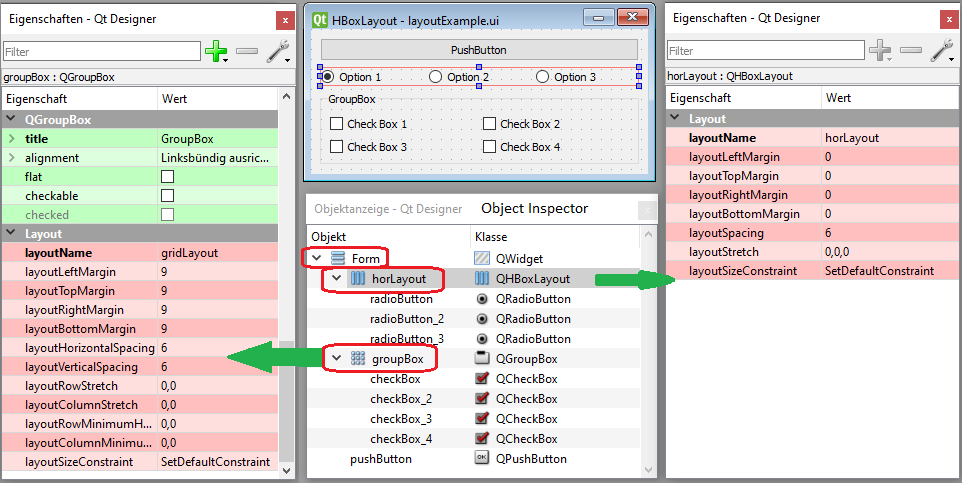 Eigenschaften - Qt Designer
Filter
groupBox : QGroupBox
Eigenschaft Wert
QGroupBox
title GroupBox
alignment Linksbündig ausric...
flat
checkable
checked
Layout
layoutName gridLayout
layoutLeftMargin 9
layoutTopMargin 9
layoutRightMargin 9
layoutBottomMargin 9
layoutHorizontalSpacing 6
layoutVerticalSpacing 6
layoutRowStretch 0,0
layoutColumnStretch 0,0
layoutRowMinimumH... 0,0
layoutColumnMinimu... 0,0
layoutSizeConstraint SetDefaultConstraint
Qt HBoxLayout - layoutExample.ui
PushButton
Option 1 Option 2 Option 3
GroupBox
Check Box 1 Check Box 2
Check Box 3 Check Box 4
Objektanzeige - Qt Designer Object Inspector
Objekt Klasse
Form QWidget
horLayout QHBoxLayout
radioButton QRadioButton
radioButton_2 QRadioButton
radioButton_3 QRadioButton
groupBox QGroupBox
checkBox QCheckBox
checkBox_2 QCheckBox
checkBox_3 QCheckBox
checkBox_4 QCheckBox
pushButton OK QPushButton
Eigenschaften - Qt Designer
Filter
horLayout : QHBoxLayout
Eigenschaft Wert
Layout
layoutName horLayout
layoutLeftMargin 0
layoutTopMargin 0
layoutRightMargin 0
layoutBottomMargin 0
layoutSpacing 6
layoutStretch 0,0,0
layoutSizeConstraint SetDefaultConstraint